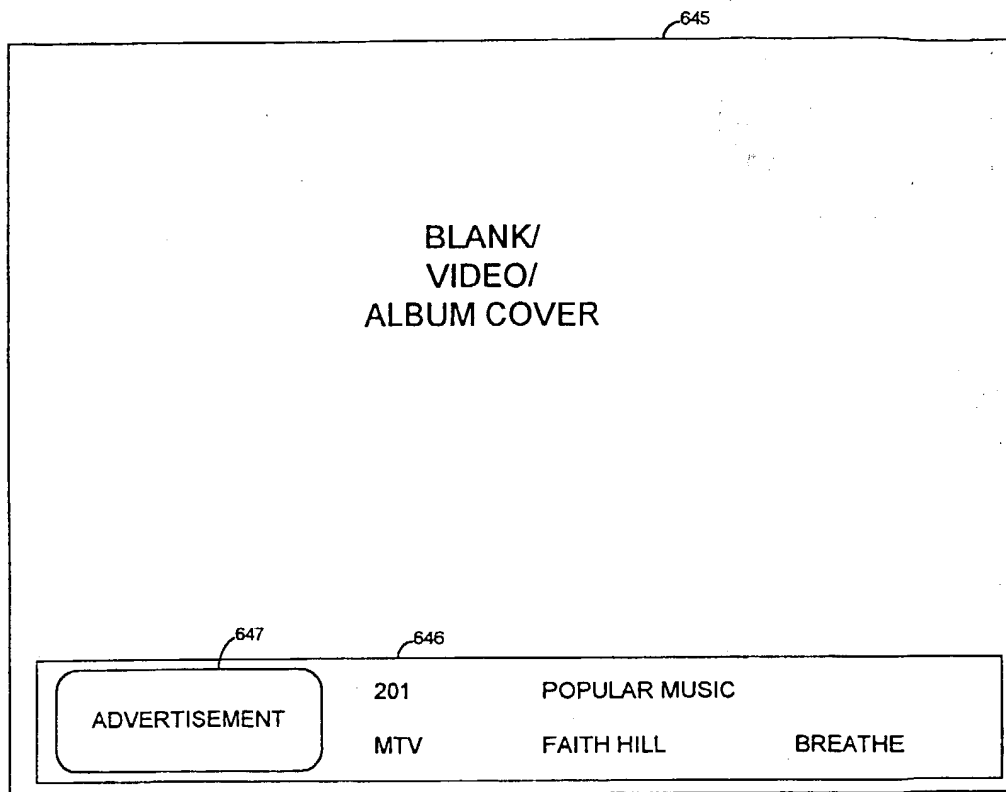 645
BLANK/
VIDEO/
ALBUM COVER
647
646
ADVERTISEMENT
201 POPULAR MUSIC
MTV FAITH HILL BREATHE